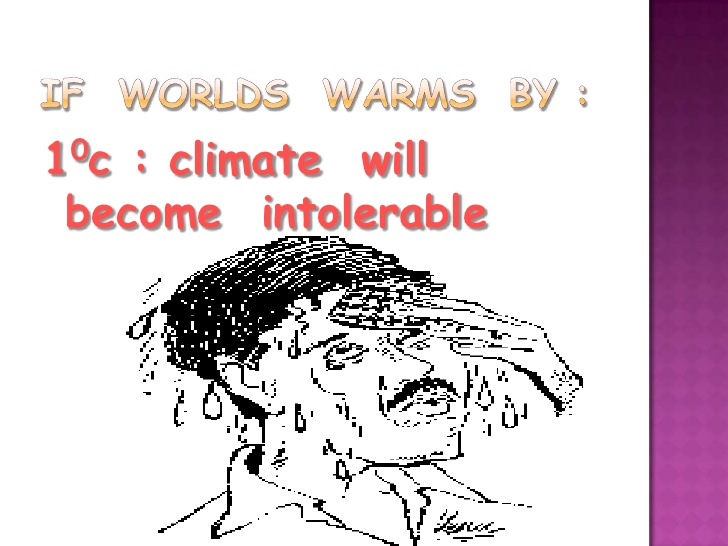 IF WORLDS WARMS BY :
1⁰c : climate will
become intolerable